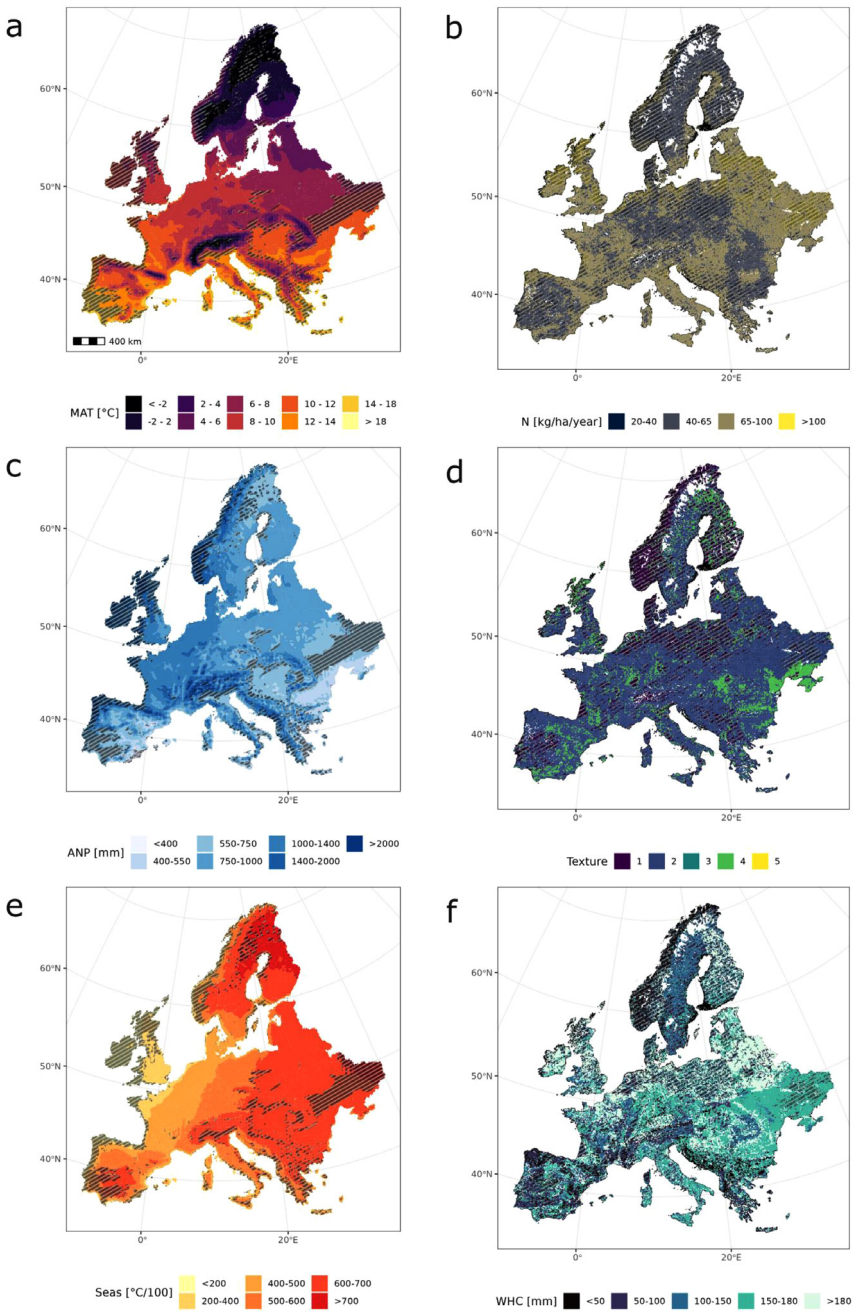 a
60°N
50°N
40°N
400 km
0°
20°E
MAT [°C]
< -2
2 - 4
6 - 8
10 - 12
14 - 18
-2 - 2
4 - 6
8 - 10
12 - 14
> 18
b
60°N
50°N
40°N
0°
20°E
N [kg/ha/year]
20-40
40-65
65-100
>100
c
60°N
50°N
40°N
0°
20°E
ANP [mm]
<400
550-750
1000-1400
>2000
400-550
750-1000
1400-2000
d
60°N
50°N
40°N
0°
20°E
Texture
1
2
3
4
5
e
60°N
50°N
40°N
0°
20°E
Seas [°C/100]
<200
400-500
600-700
200-400
500-600
>700
f
60°N
50°N
40°N
0°
20°E
WHC [mm]
<50
50-100
100-150
150-180
>180